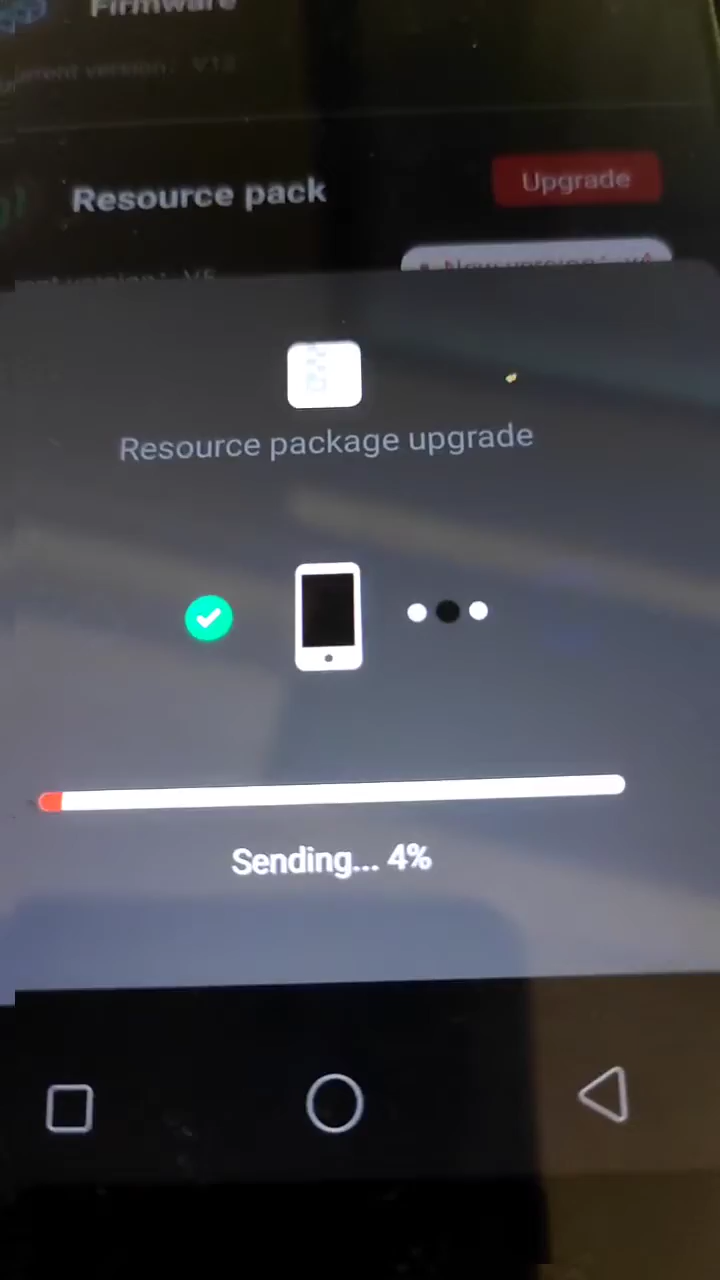 Firmware
Resource pack
Upgrade
Resource package upgrade
Sending... 4%